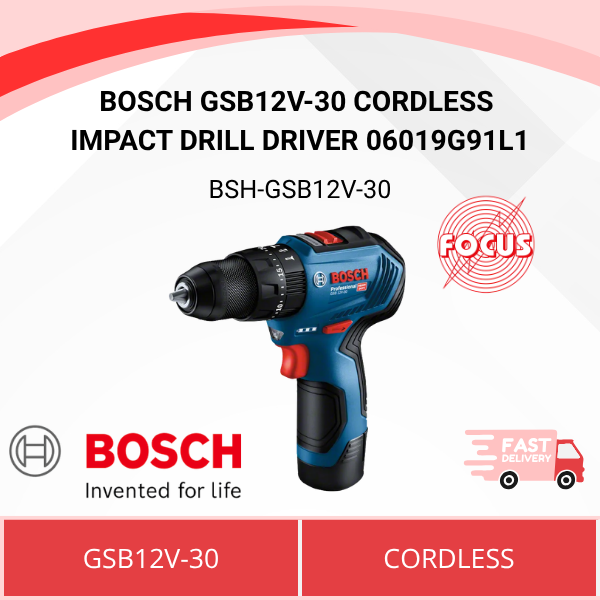 BOSCH GSB12V-30 CORDLESS
IMPACT DRILL DRIVER 06019G91L1
BSH-GSB12V-30
FOCUS
BOSCH
Professional
BOSCH
Invented for life
FAST
DELIVERY
GSB12V-30
CORDLESS